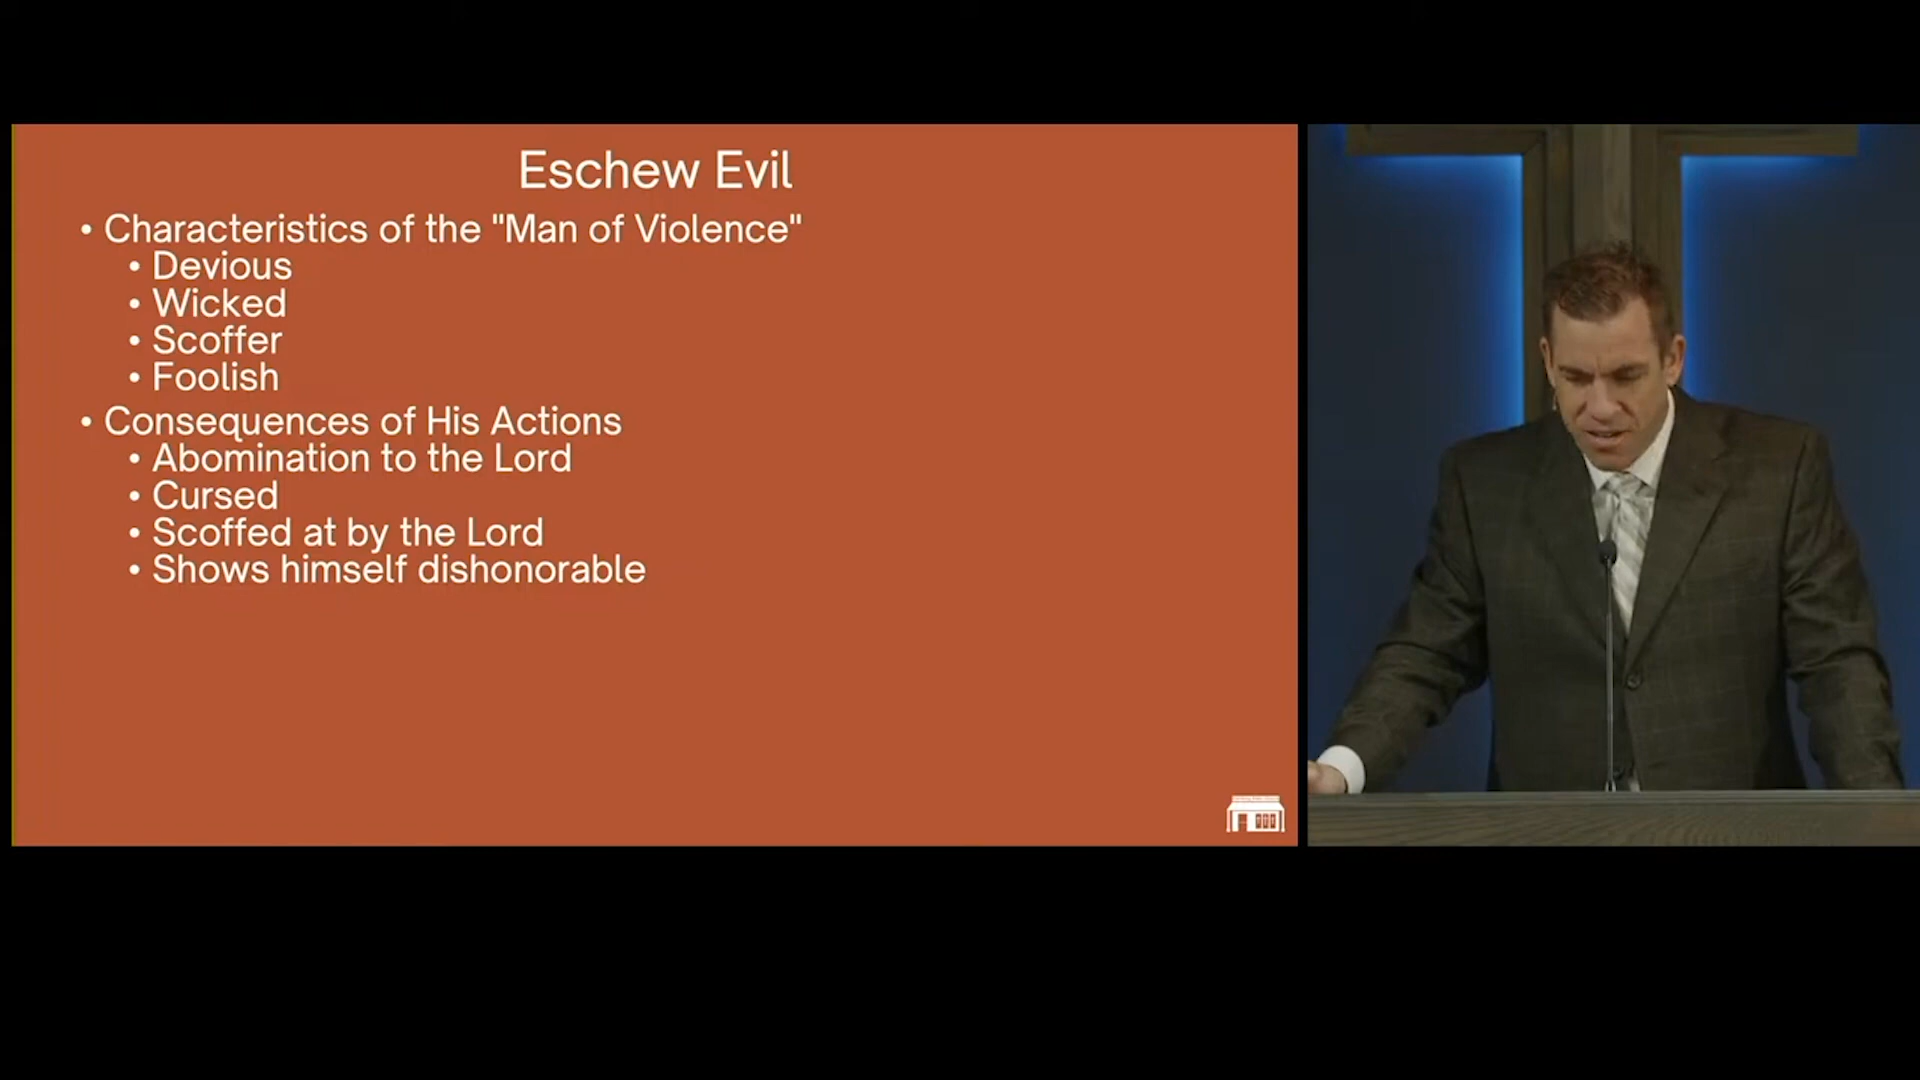 Eschew Evil
• Characteristics of the "Man of Violence"
• Devious
• Wicked
• Scoffer
• Foolish
• Consequences of His Actions
• Abomination to the Lord
• Cursed
• Scoffed at by the Lord
• Shows himself dishonorable